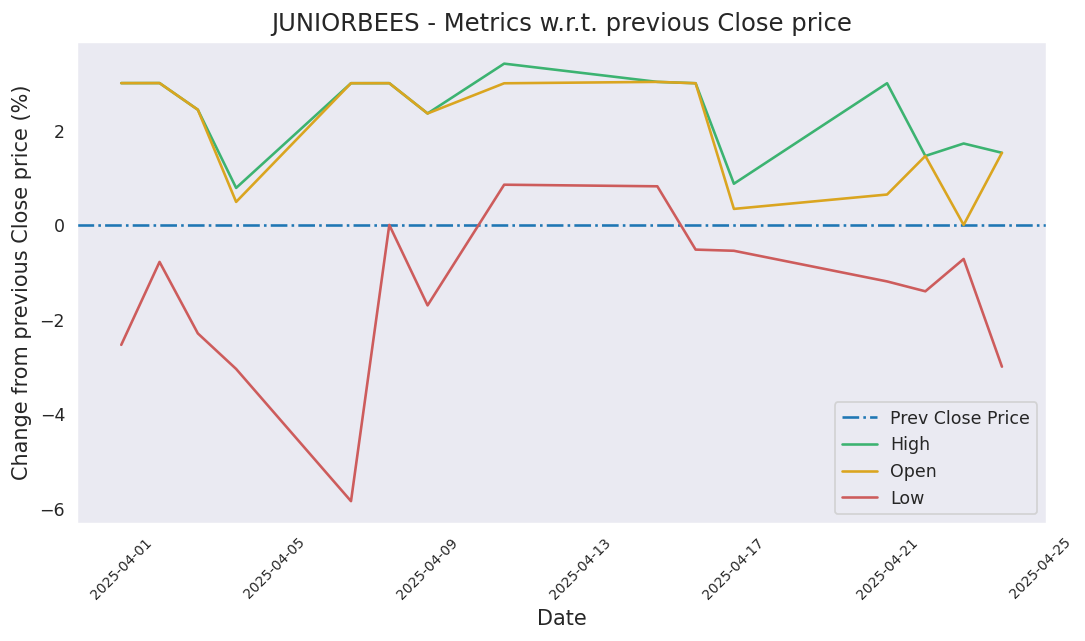 JUNIORBEES - Metrics w.r.t. previous Close price
Change from previous Close price (%)
2
0
−2
−4
−6
Prev Close Price
High
Open
Low
2025-04-01
2025-04-05
2025-04-09
2025-04-13
2025-04-17
2025-04-21
2025-04-25
Date